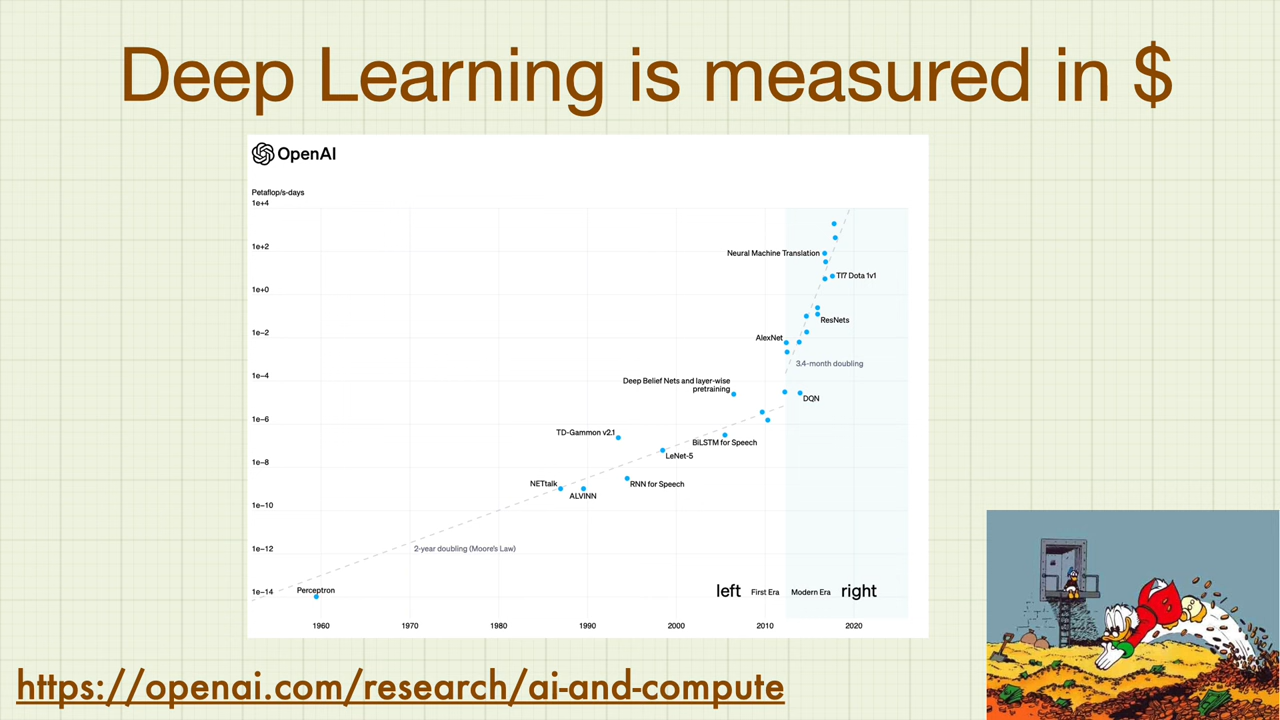 Deep Learning is measured in $
OpenAI
Petaflop/s-days
1e+4
1e+2
Neural Machine Translation
TI7 Dota 1v1
1e+0
ResNets
1e-2
AlexNet
3.4-month doubling
1e-4
Deep Belief Nets and layer-wise
pretraining
DQN
1e-6
TD-Gammon v2.1
BiLSTM for Speech
LeNet-5
1e-8
NETtalk
RNN for Speech
ALVINN
1e-10
1e-12
2-year doubling (Moore's Law)
1e-14
Perceptron
left First Era Modern Era right
1960 1970 1980 1990 2000 2010 2020
https://openai.com/research/ai-and-compute